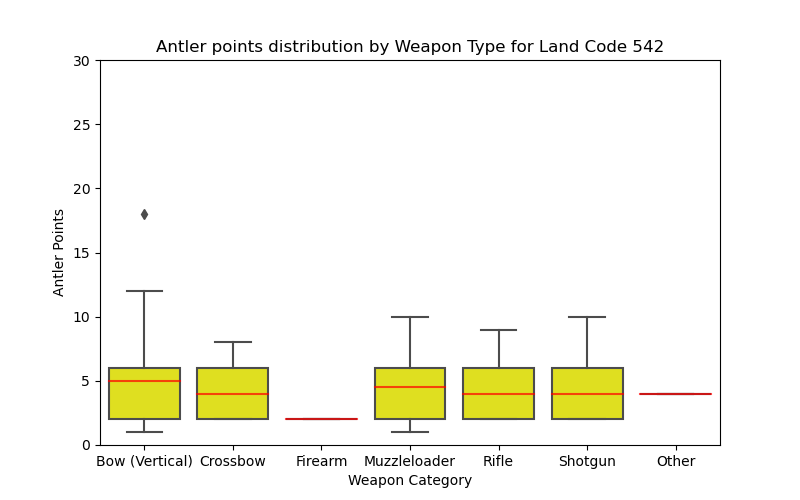 Antler points distribution by Weapon Type for Land Code 542
30
25
20
15
10
5
0
Antler Points
Bow (Vertical) Crossbow Firearm Muzzleloader Rifle Shotgun Other
Weapon Category